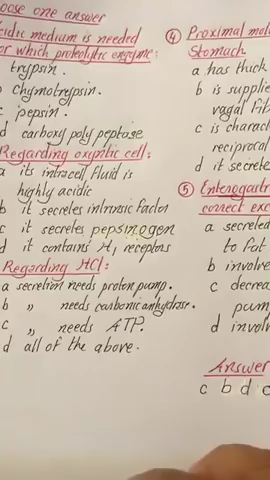 oose one answer
cidic medium is needed
for which proteolytic enzyme:
trypsin.
chymotrypsin.
c pepsin.
d carboxy poly peptase
Regarding oxyntic cell:
a its intracell fluid is
highly acidic
b it secretes intrinsic factor
c it secretes pepsinogen
d it contains H₁ receptors
Regarding HCl:
a secretion needs proton pump.
b ,, needs carbonic anhydrase.
c ,, needs ATP.
d all of the above.
④ Proximal mot
Stomach
a has thick
b is supplie
vagal fib
c is charac
reciprocal
d it secrete
⑤ Enterogastr
correct exc
a secreted
to fat
b involve
c decrea
pum
d involv
Answer
c b d c